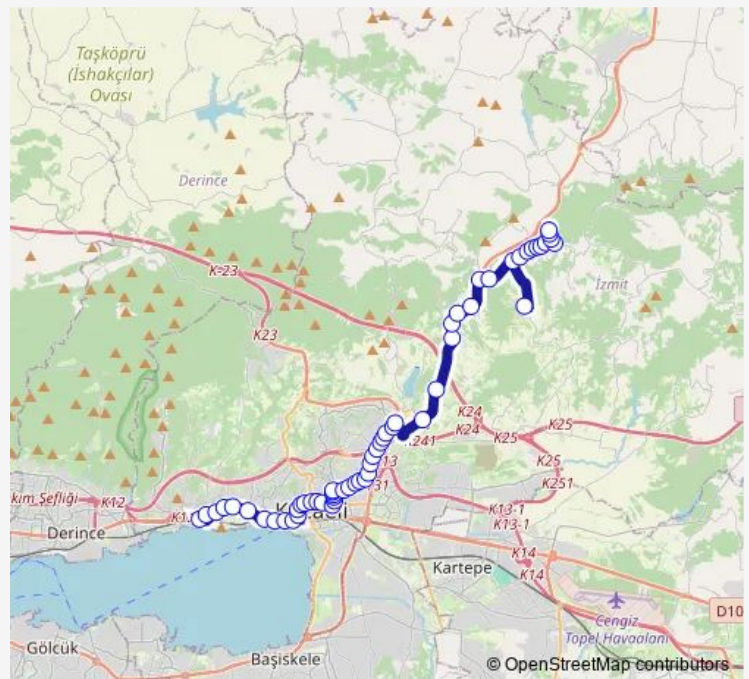 Taşköprü
(İshakçılar)
Ovası
Derince
K-23
İzmit
K23
K24
K24
K25
K25
K241
K25
K251
K12
K13-1
K13-1
Derince
K14
K14
Kartepe
D10
Cengiz
Topel Havaalanı
Gölcük
Başiskele
© OpenStreetMap contributors